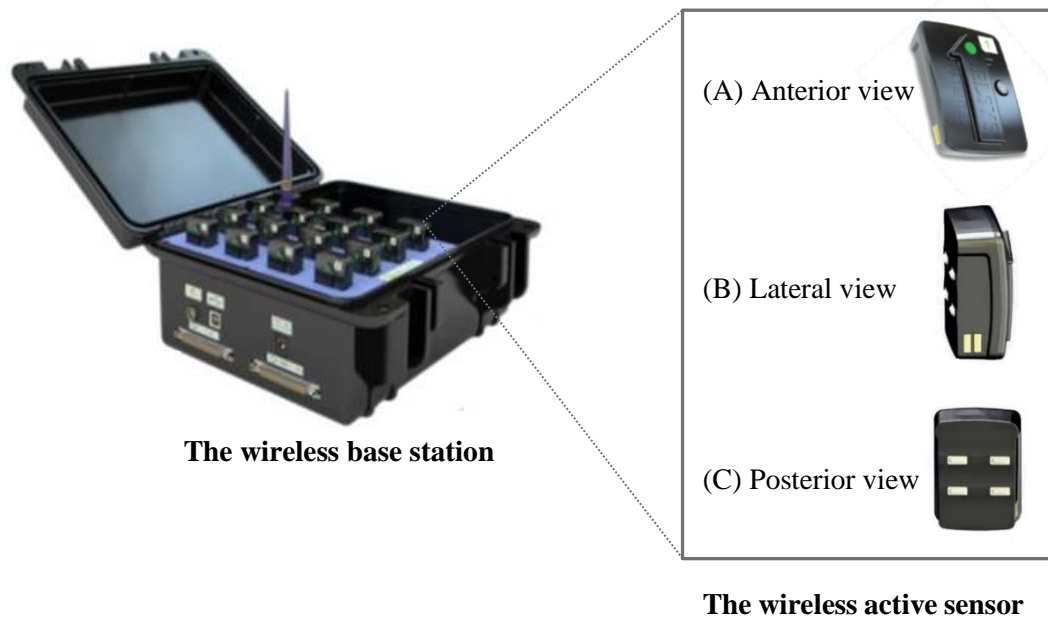 (A) Anterior view
(B) Lateral view
The wireless base station
(C) Posterior view
The wireless active sensor